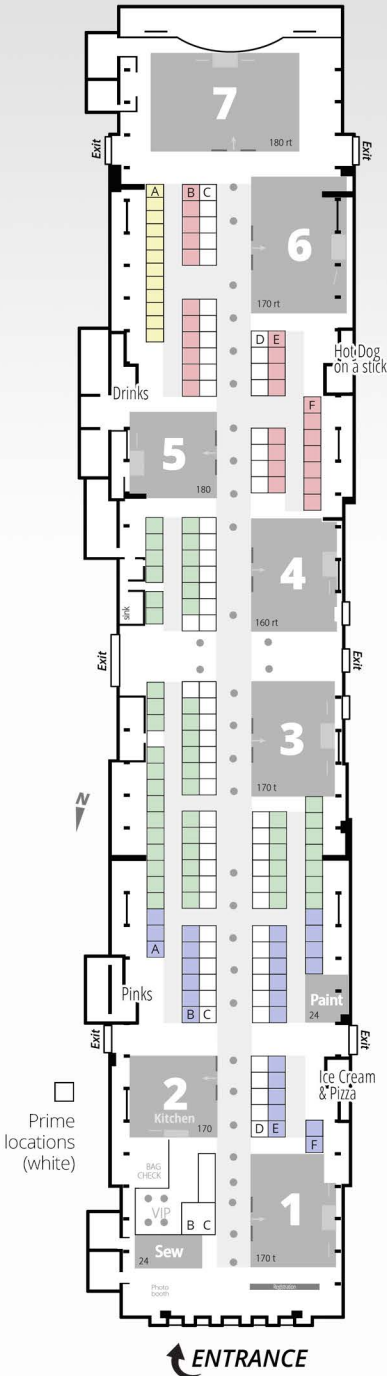 7
180 rt
Exit
Exit
A
B C
6
170 rt
D E
Hot Dog
on a stick
Drinks
F
5
180
4
160 rt
sink
Exit
Exit
3
170 t
N
A
Pinks
B C
Paint
24
Exit
Exit
2
Kitchen
170
Ice Cream
& Pizza
D E
F
Prime
locations
(white)
BAG
CHECK
VIP
B C
1
170 t
Sew
24
Photo
booth
Registration
ENTRANCE